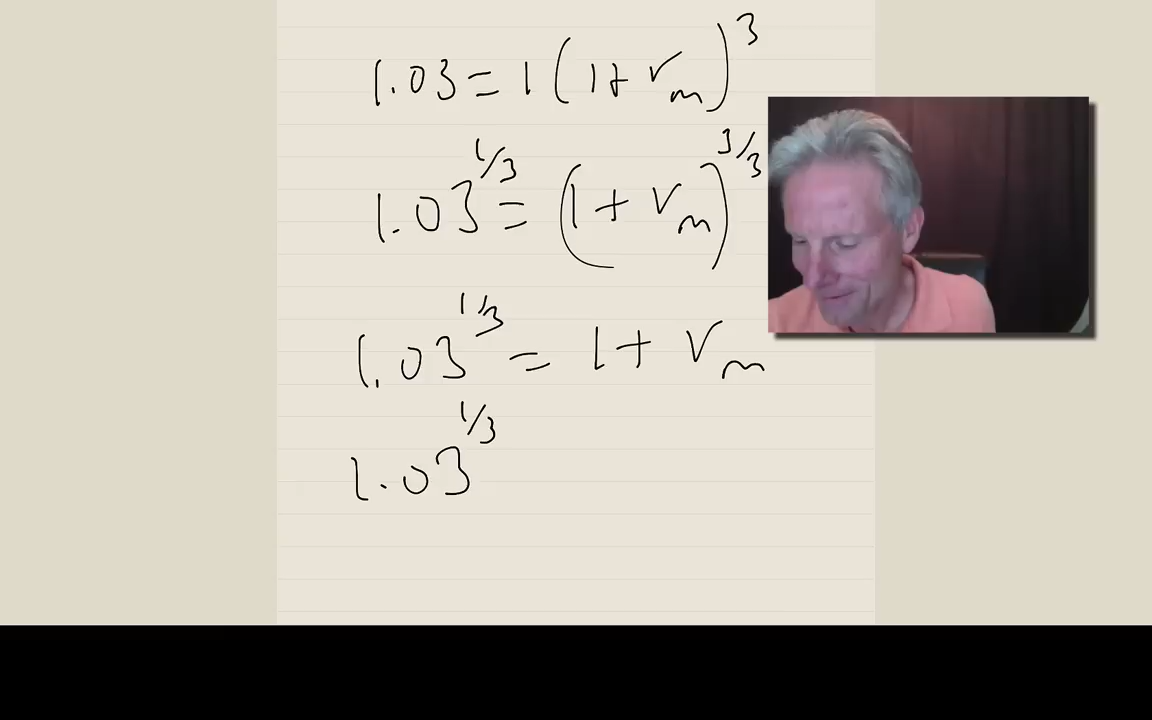 1.03 = 1 (1 + r_m)^3
1.03^1/3 = (1 + r_m)^3/3
1.03^1/3 = 1 + r_m
1.03^1/3